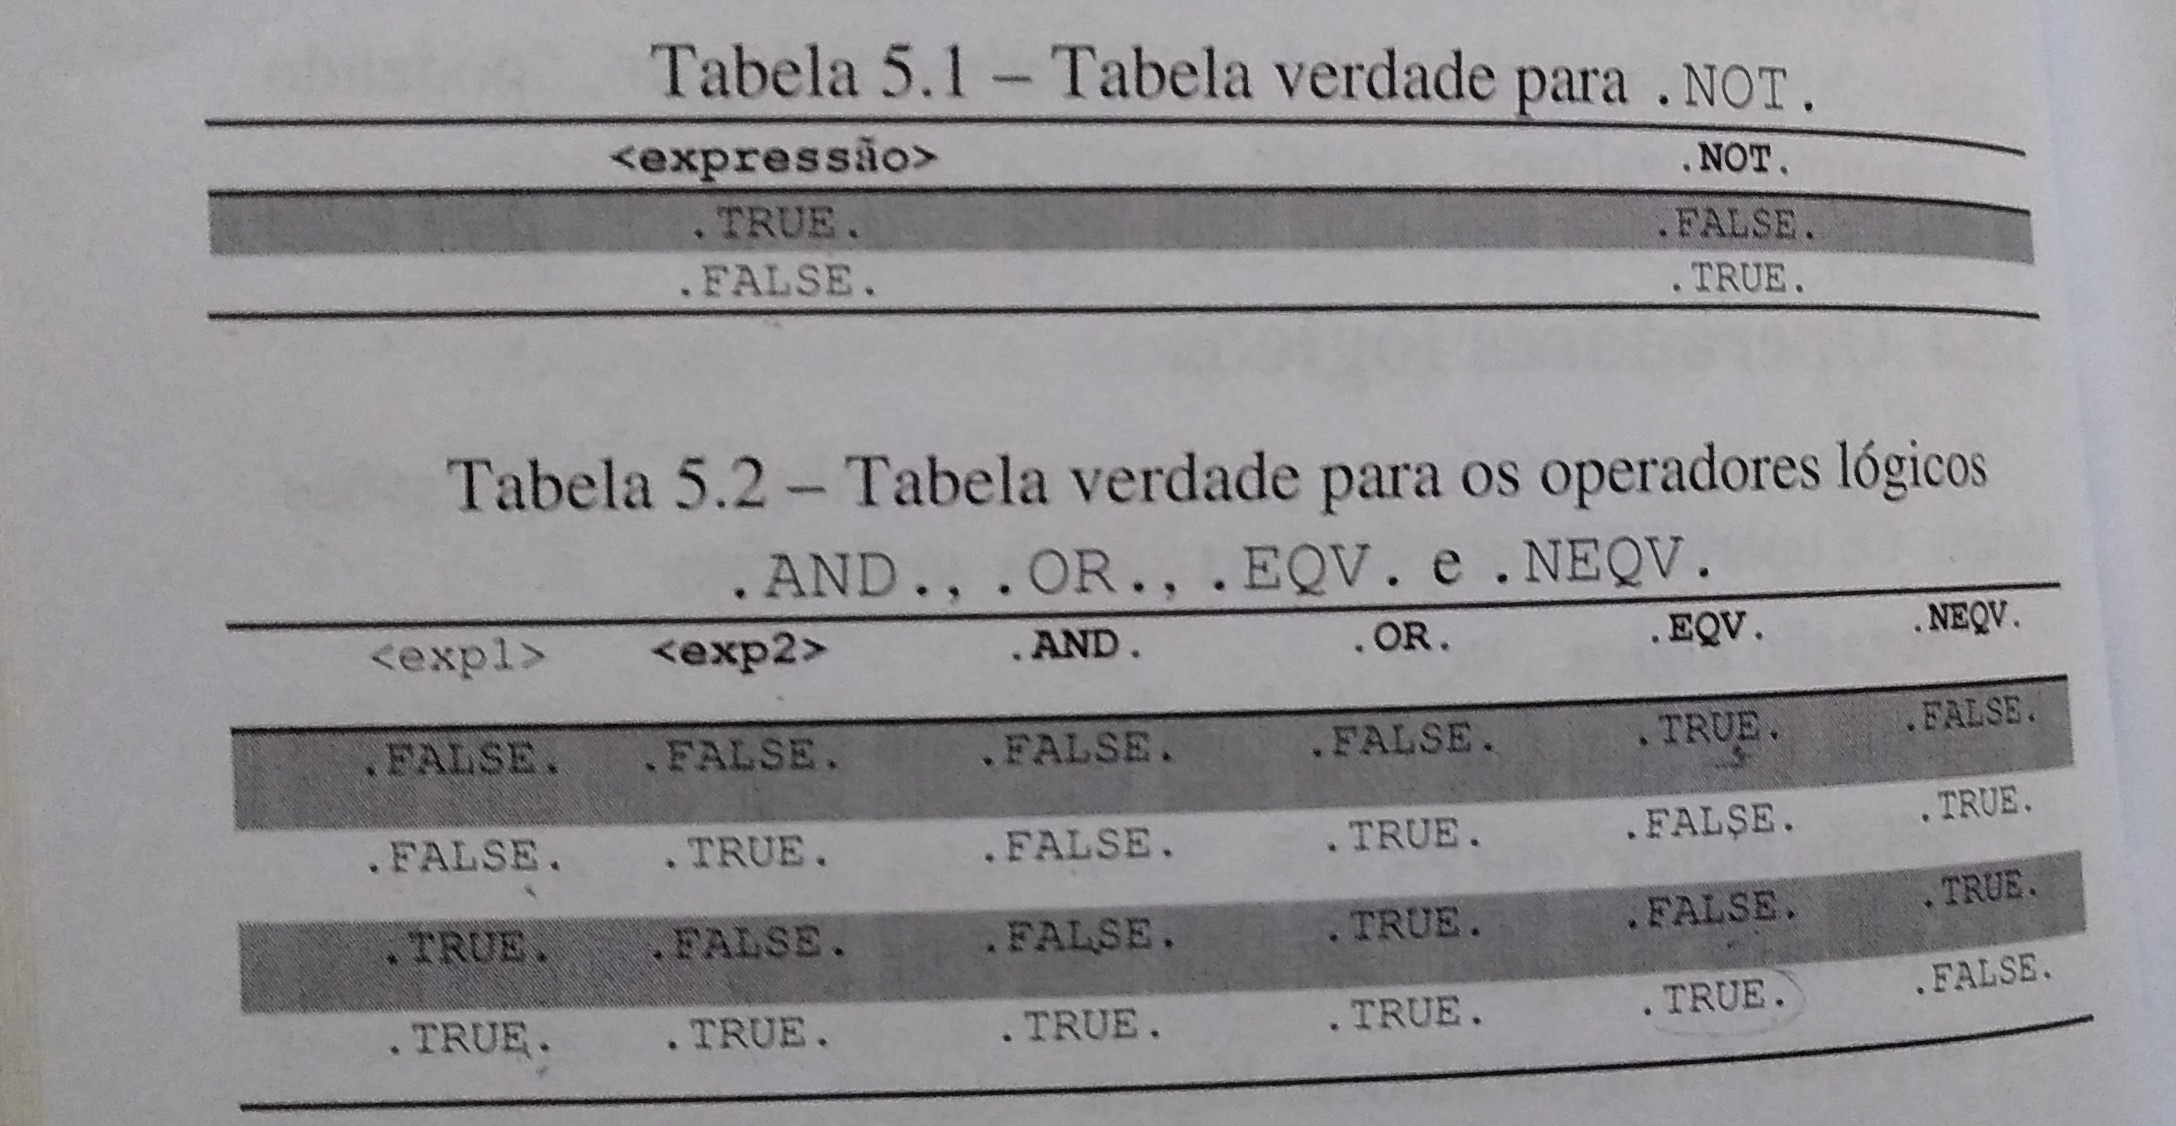 Tabela 5.1 – Tabela verdade para .NOT.
<expressão> .NOT.
.TRUE. .FALSE.
.FALSE. .TRUE.
Tabela 5.2 – Tabela verdade para os operadores lógicos
.AND., .OR., .EQV. e .NEQV.
<exp1> <exp2> .AND. .OR. .EQV. .NEQV.
.FALSE. .FALSE. .FALSE. .FALSE. .TRUE. .FALSE.
.FALSE. .TRUE. .FALSE. .TRUE. .FALSE. .TRUE.
.TRUE. .FALSE. .FALSE. .TRUE. .FALSE. .TRUE.
.TRUE. .TRUE. .TRUE. .TRUE. .TRUE. .FALSE.